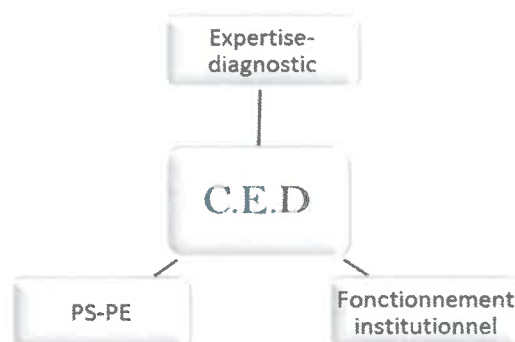 Expertise-
diagnostic
C.E.D
PS-PE
Fonctionnement
institutionnel